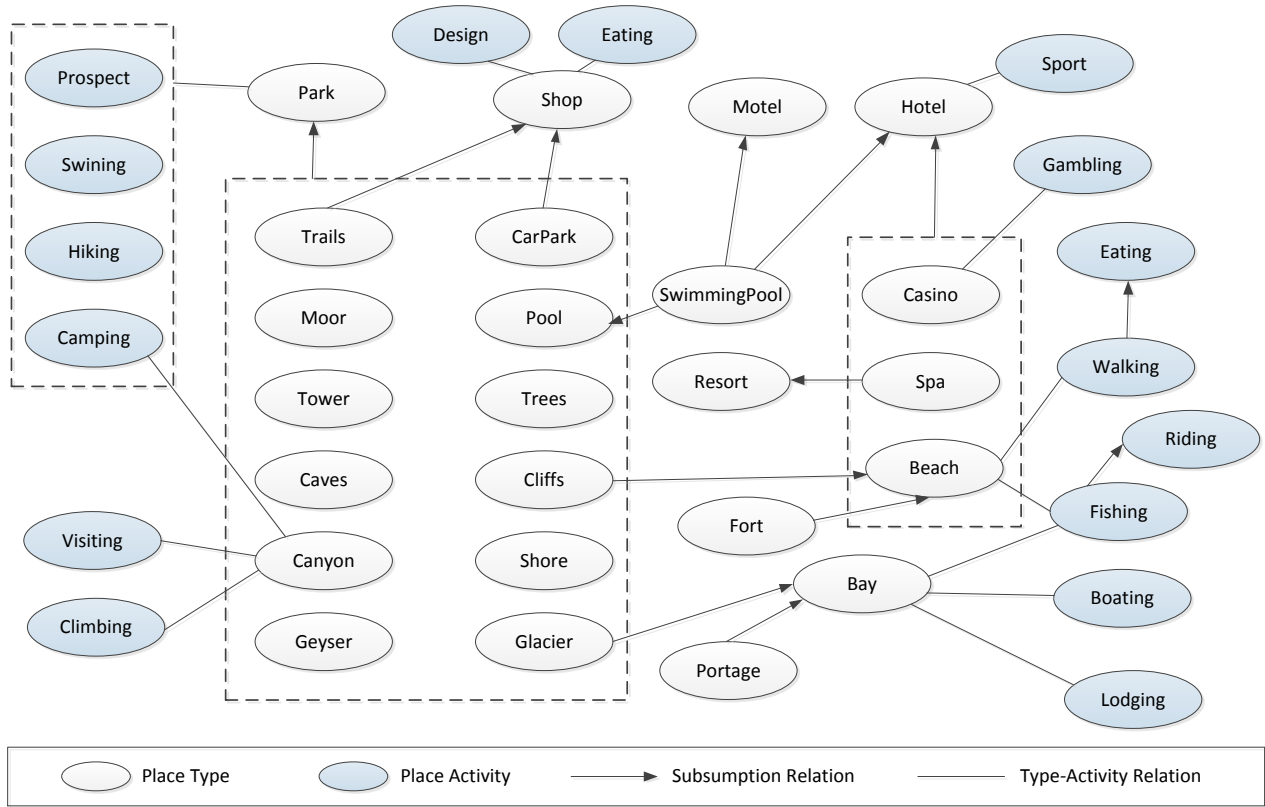 Design
Eating
Prospect
Park
Shop
Motel
Hotel
Sport
Swining
Gambling
Hiking
Trails
CarPark
Eating
Camping
Moor
Pool
SwimmingPool
Casino
Walking
Tower
Trees
Resort
Spa
Riding
Caves
Cliffs
Beach
Fort
Fishing
Visiting
Canyon
Shore
Bay
Boating
Climbing
Geyser
Glacier
Portage
Lodging
Place Type
Place Activity
Subsumption Relation
Type-Activity Relation